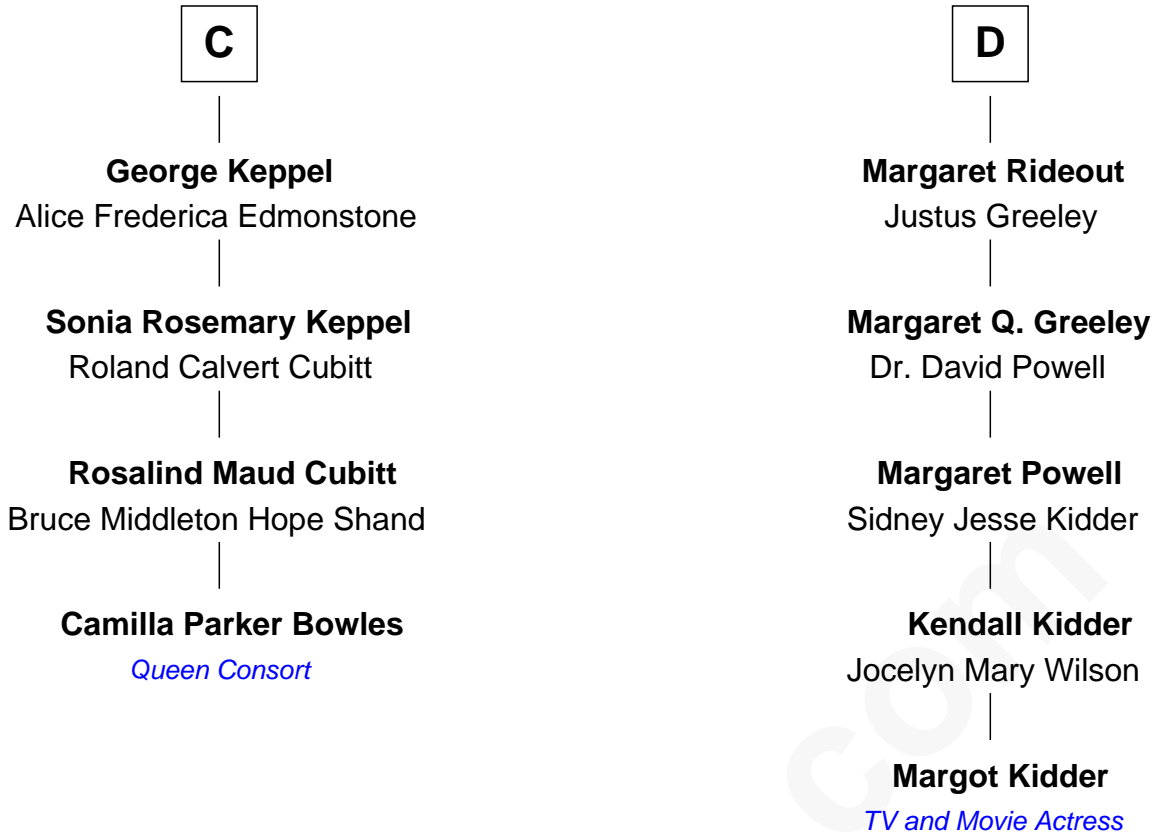 C
George Keppel
Alice Frederica Edmonstone
Sonia Rosemary Keppel
Roland Calvert Cubitt
Rosalind Maud Cubitt
Bruce Middleton Hope Shand
Camilla Parker Bowles
Queen Consort
D
Margaret Rideout
Justus Greeley
Margaret Q. Greeley
Dr. David Powell
Margaret Powell
Sidney Jesse Kidder
Kendall Kidder
Jocelyn Mary Wilson
Margot Kidder
TV and Movie Actress
com